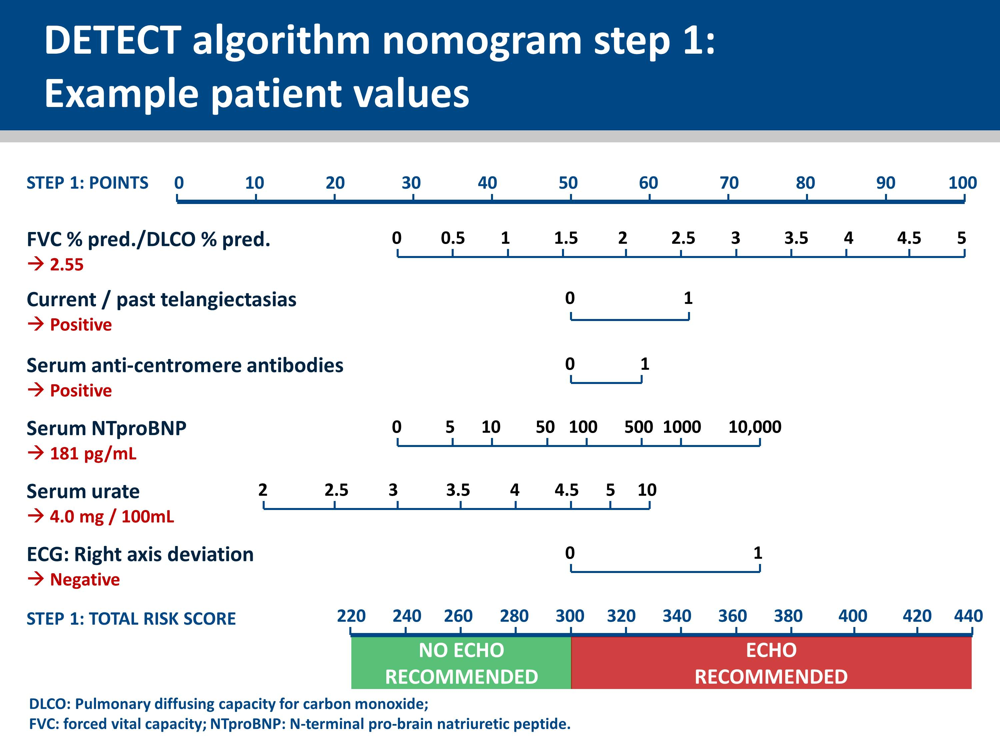 DETECT algorithm nomogram step 1:
Example patient values
STEP 1: POINTS 0 10 20 30 40 50 60 70 80 90 100
FVC % pred./DLCO % pred. 0 0.5 1 1.5 2 2.5 3 3.5 4 4.5 5
→ 2.55
Current / past telangiectasias 0 1
→ Positive
Serum anti-centromere antibodies 0 1
→ Positive
Serum NTproBNP 0 5 10 50 100 500 1000 10,000
→ 181 pg/mL
Serum urate 2 2.5 3 3.5 4 4.5 5 10
→ 4.0 mg / 100mL
ECG: Right axis deviation 0 1
→ Negative
STEP 1: TOTAL RISK SCORE 220 240 260 280 300 320 340 360 380 400 420 440
NO ECHO
RECOMMENDED
ECHO
RECOMMENDED
DLCO: Pulmonary diffusing capacity for carbon monoxide;
FVC: forced vital capacity; NTproBNP: N-terminal pro-brain natriuretic peptide.